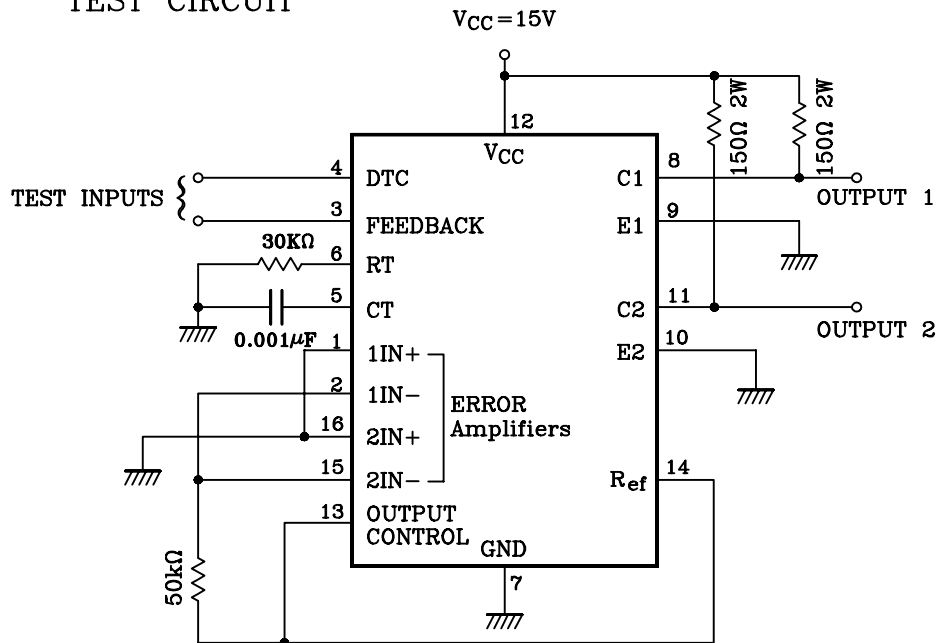 TEST CIRCUIT
VCC=15V
12
VCC
150Ω 2W
150Ω 2W
TEST INPUTS
4
DTC
3
FEEDBACK
30KΩ
6
RT
5
CT
0.001μF
1
1IN+
2
1IN-
16
2IN+
15
2IN-
ERROR
Amplifiers
13
OUTPUT
CONTROL
GND
7
50kΩ
C1
8
OUTPUT 1
E1
9
C2
11
OUTPUT 2
E2
10
Ref
14